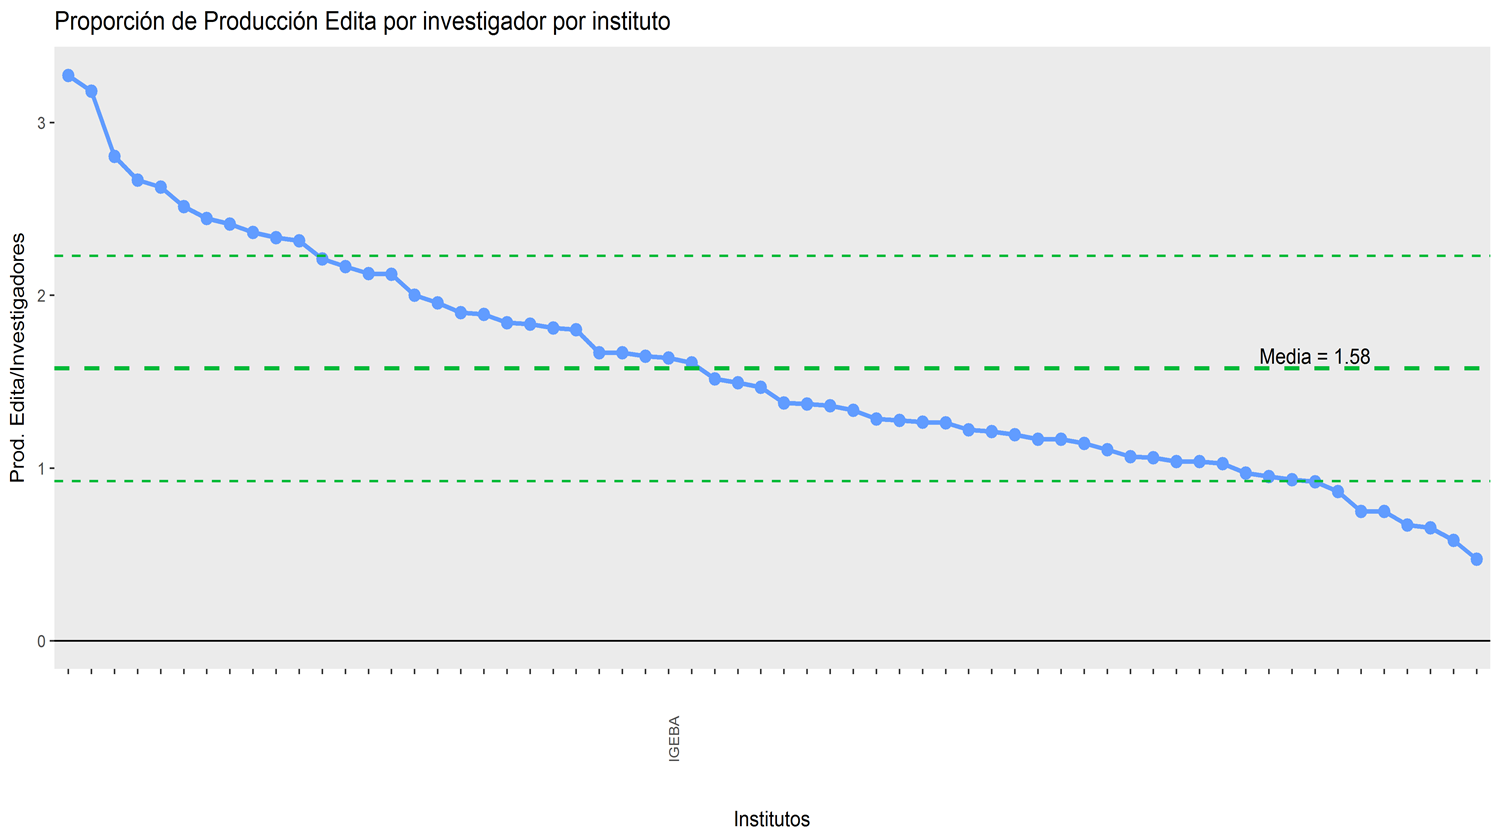 Proporción de Producción Edita por investigador por instituto
Prod. Edita/Investigadores
3
2
1
0
Media = 1.58
IGEBA
Institutos